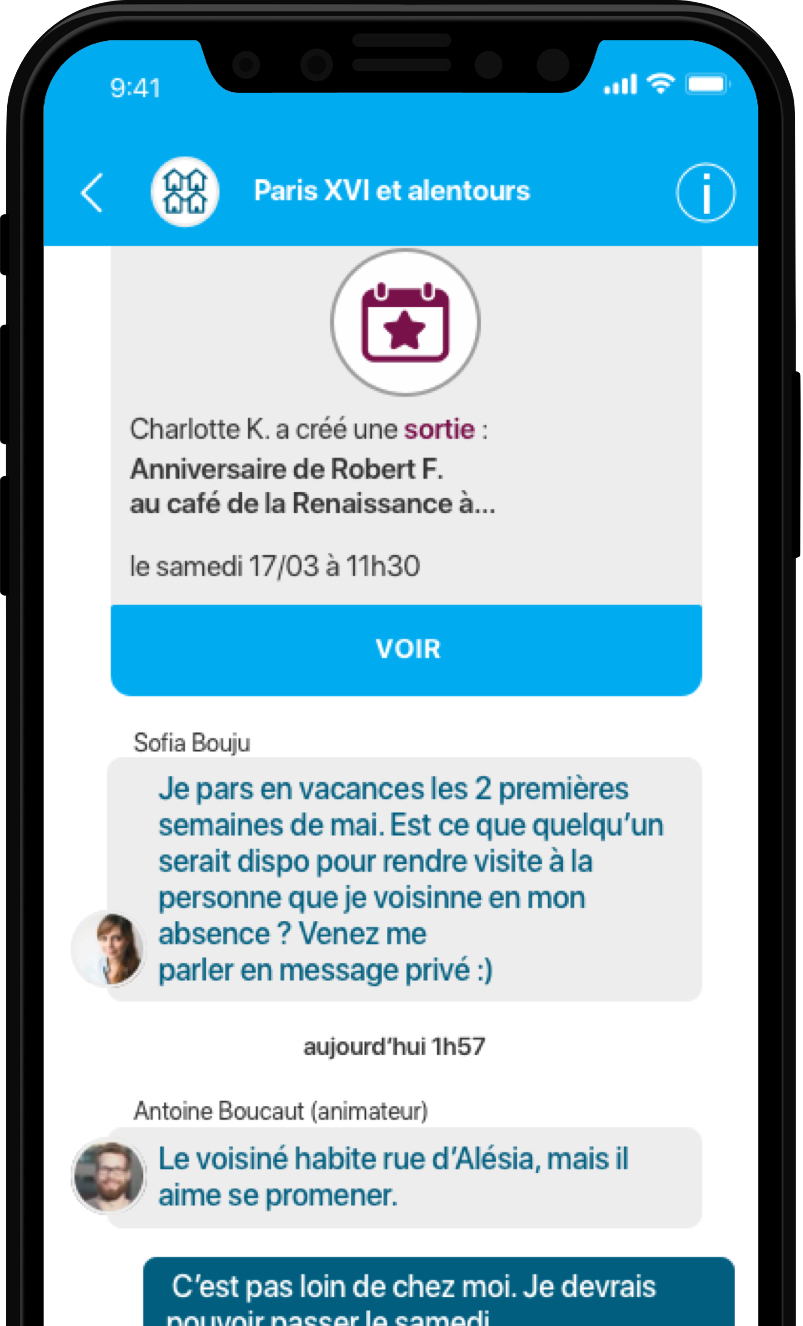 9:41
Paris XVI et alentours
i
Charlotte K. a créé une sortie :
Anniversaire de Robert F.
au café de la Renaissance à...
le samedi 17/03 à 11h30
VOIR
Sofia Bouju
Je pars en vacances les 2 premières
semaines de mai. Est ce que quelqu’un
serait dispo pour rendre visite à la
personne que je voisinne en mon
absence ? Venez me
parler en message privé :)
aujourd’hui 1h57
Antoine Boucaut (animateur)
Le voisiné habite rue d’Alésia, mais il
aime se promener.
C’est pas loin de chez moi. Je devrais
pouvoir passer le samedi